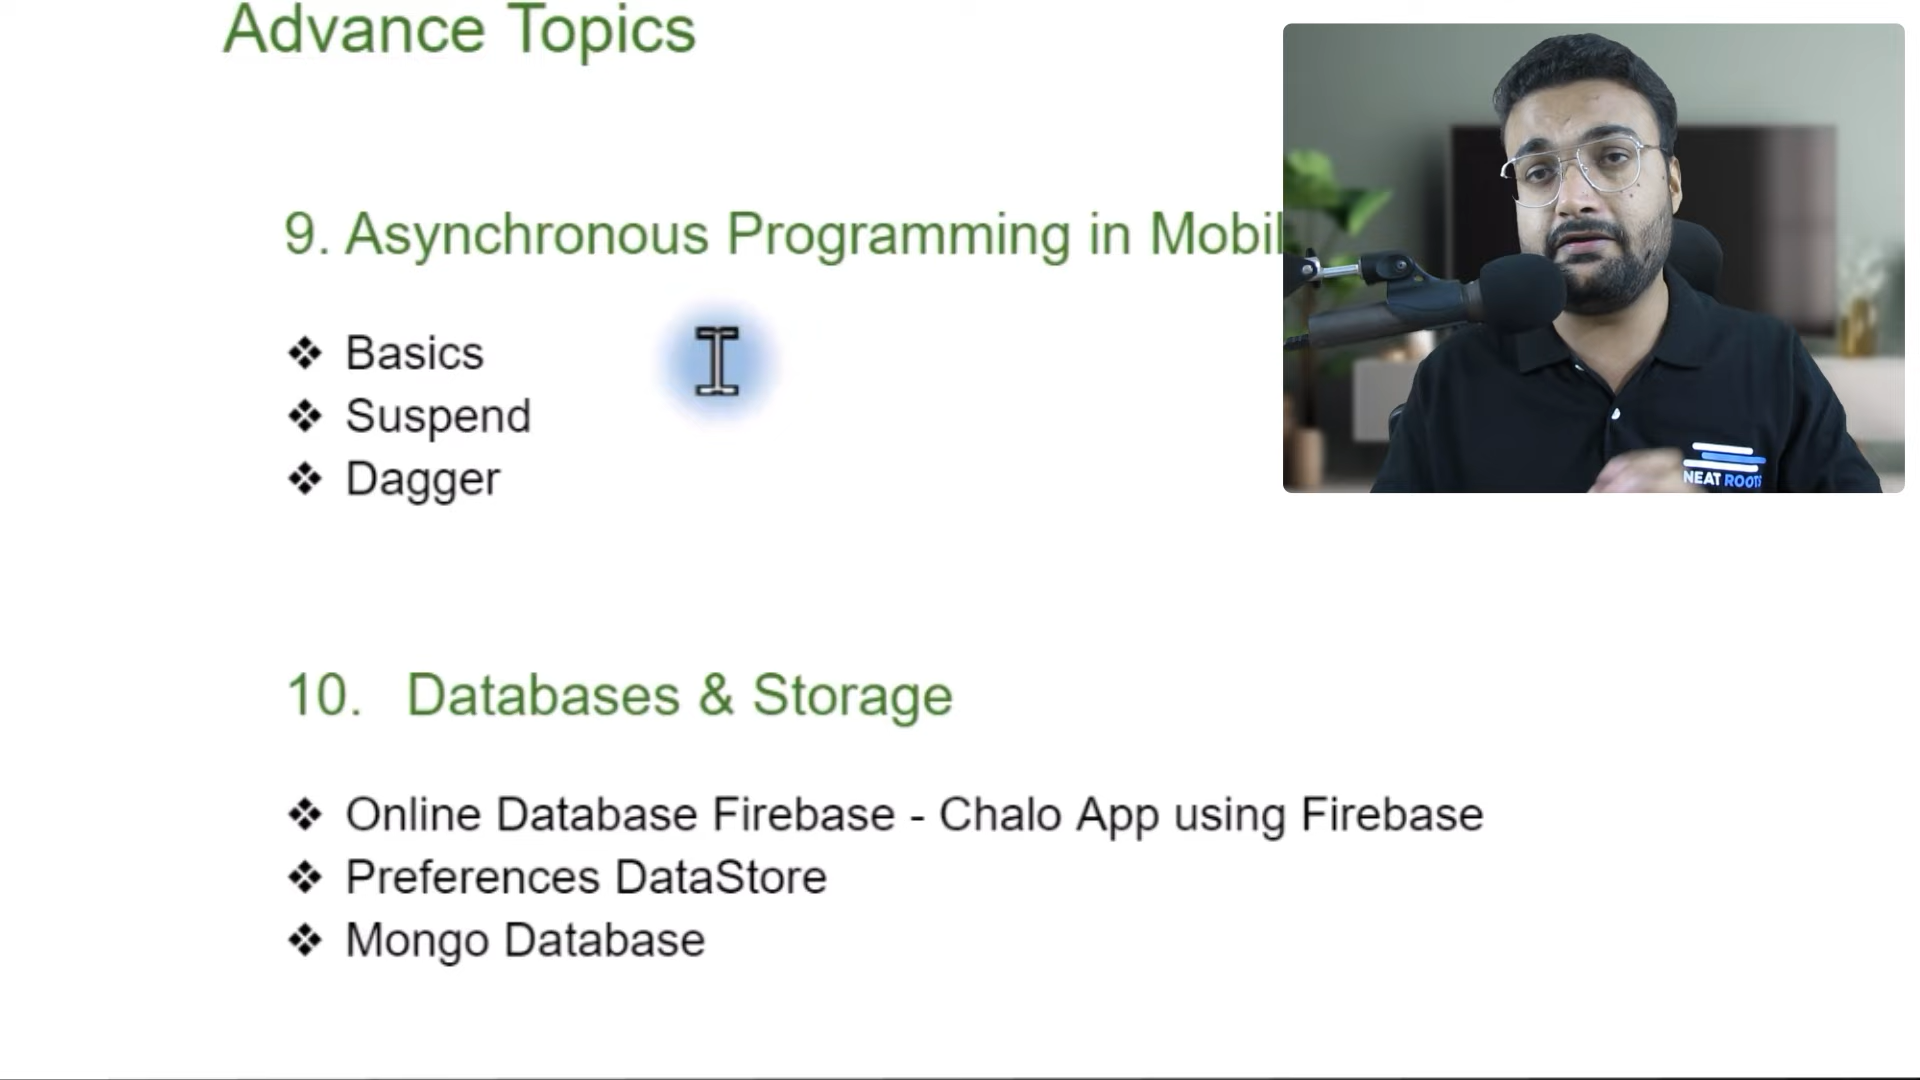 Advance Topics
9. Asynchronous Programming in Mobil
❖ Basics
❖ Suspend
❖ Dagger
10. Databases & Storage
❖ Online Database Firebase - Chalo App using Firebase
❖ Preferences DataStore
❖ Mongo Database
NEAT ROOTS